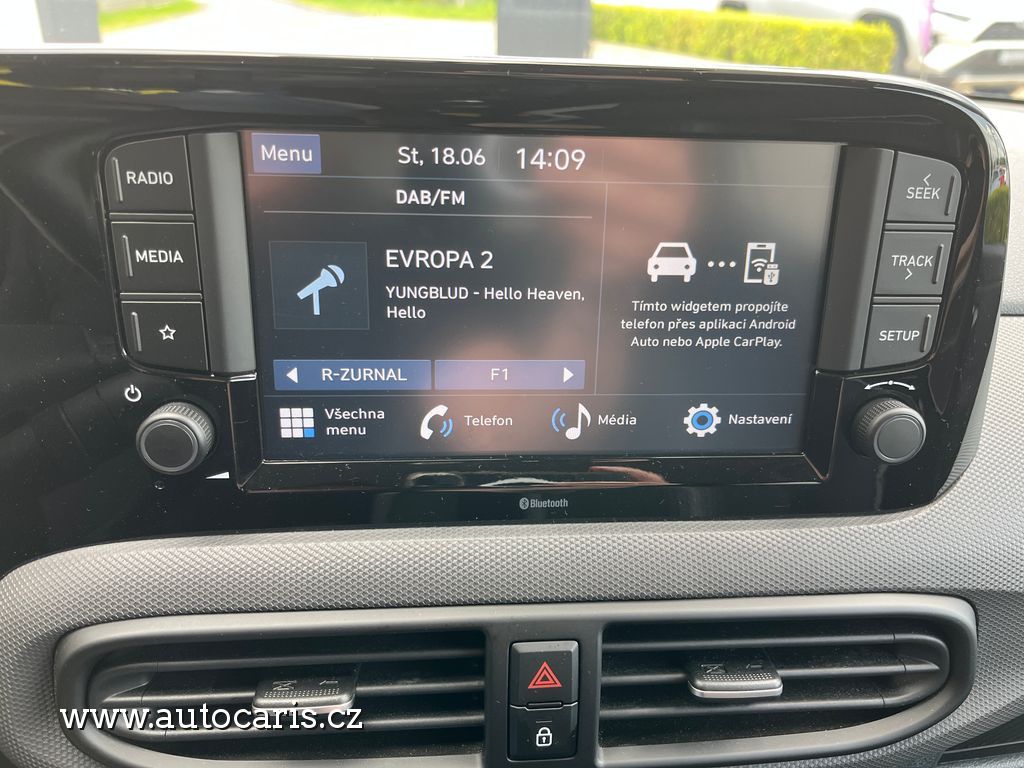 RADIO
MEDIA
Menu
St, 18.06
14:09
DAB/FM
EVROPA 2
YUNGBLUD - Hello Heaven,
Hello
R-ZURNAL
F1
Tímto widgetem propojíte
telefon přes aplikaci Android
Auto nebo Apple CarPlay.
Všechna
menu
Telefon
Média
Nastavení
SEEK
TRACK
SETUP
Bluetooth
www.autocaris.cz